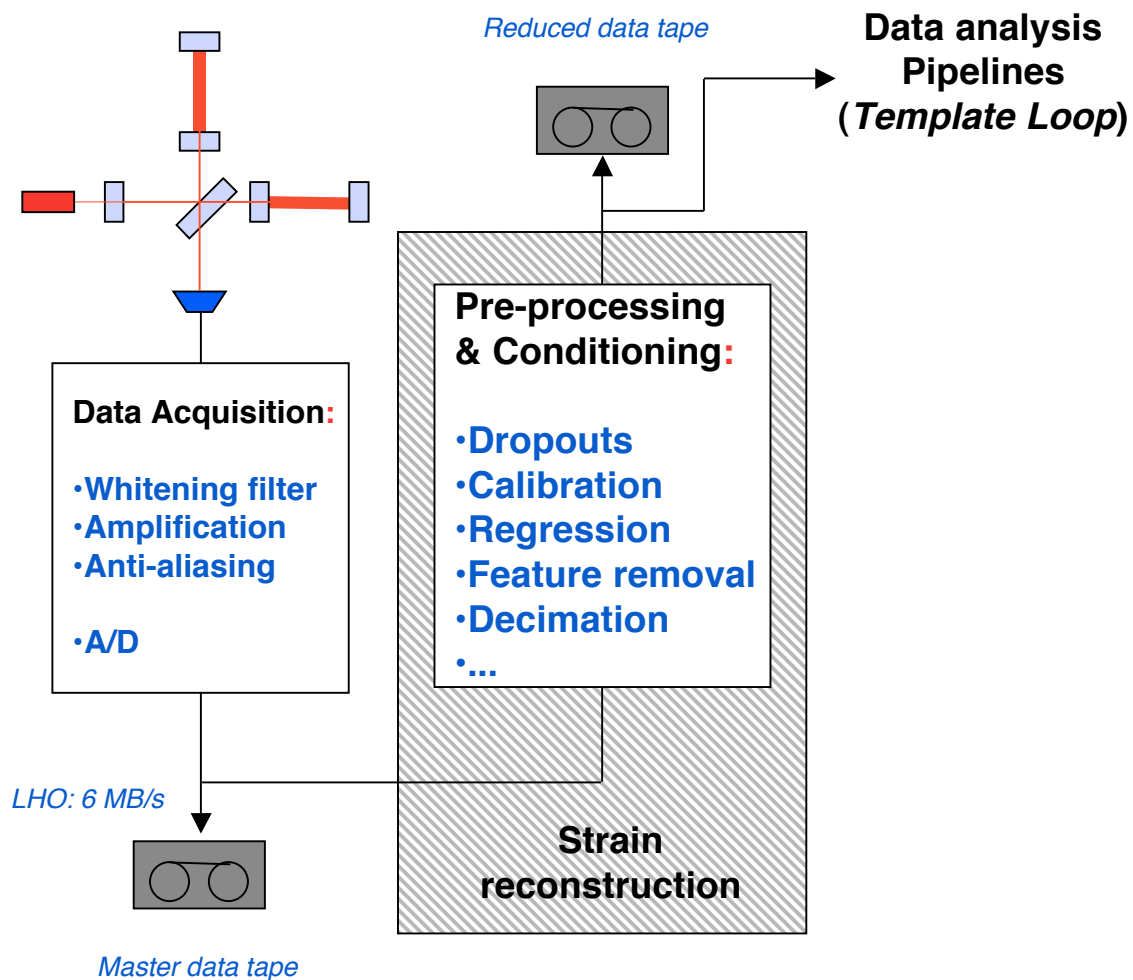 Reduced data tape
Data analysis
Pipelines
(Template Loop)
Data Acquisition:
•Whitening filter
•Amplification
•Anti-aliasing
•A/D
Pre-processing
& Conditioning:
•Dropouts
•Calibration
•Regression
•Feature removal
•Decimation
•...
LHO: 6 MB/s
Master data tape
Strain
reconstruction